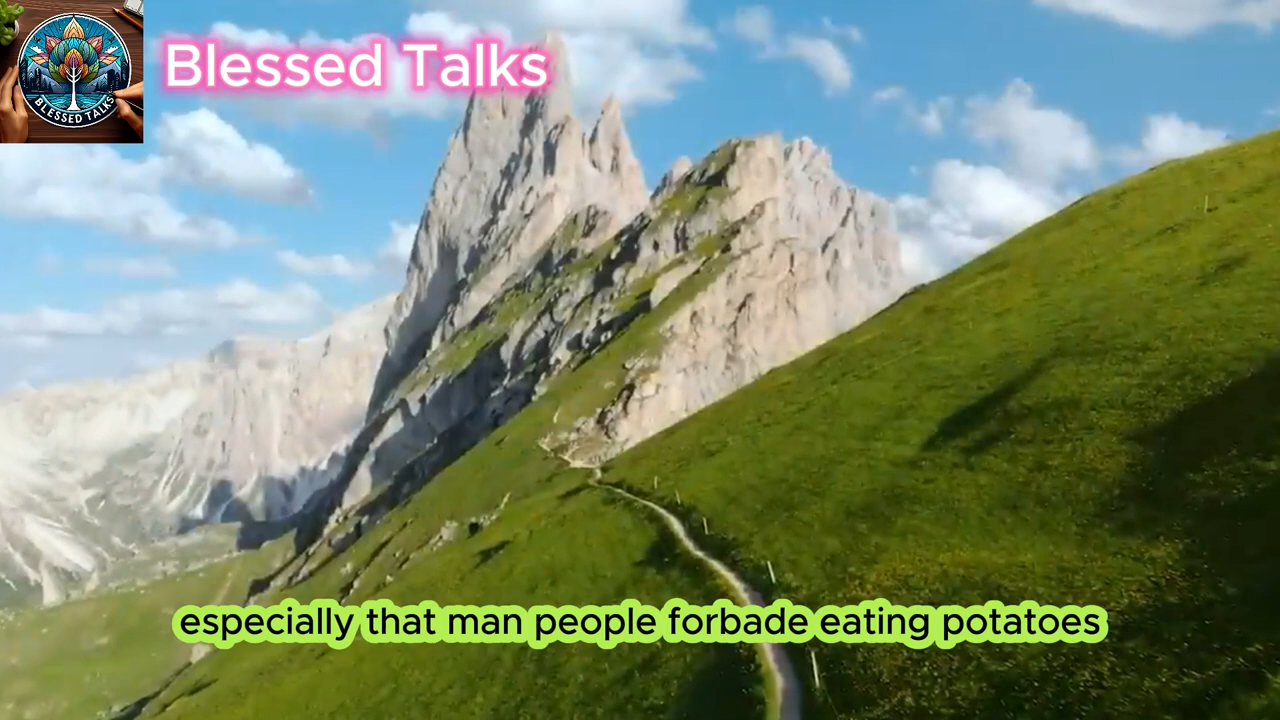 Blessed Talks
BLESSED TALKS
especially that man people forbade eating potatoes